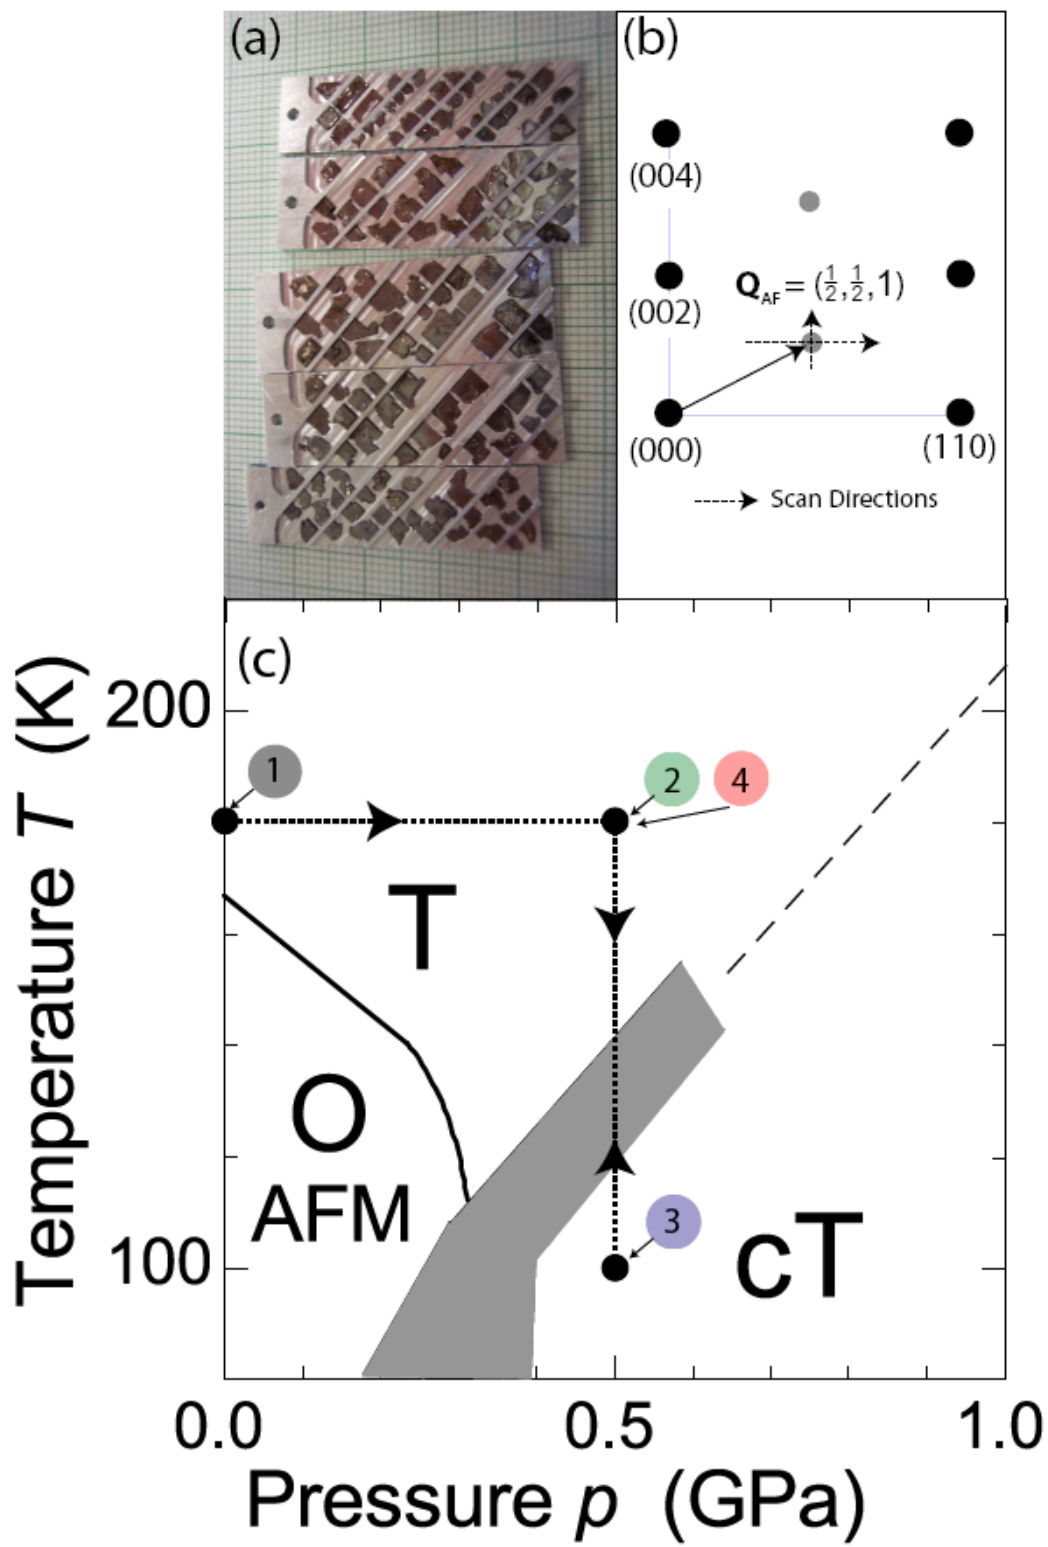 (a)
(b)
(004)
(002)
Q_AF = (1/2, 1/2, 1)
(000)
(110)
Scan Directions
(c)
Temperature T (K)
200
100
1
2
4
T
O
AFM
3
cT
0.0
0.5
1.0
Pressure p (GPa)